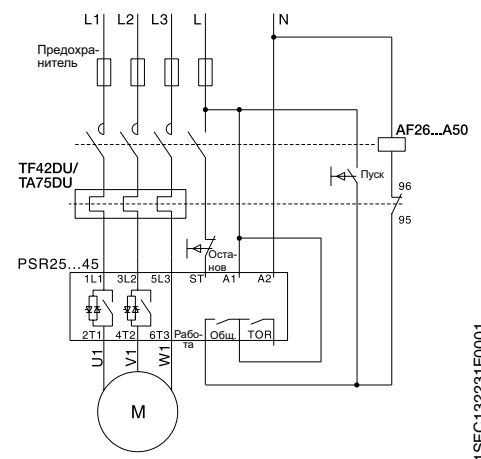 L1 L2 L3 L N
Предохра-
нитель
AF26...A50
TF42DU/
TA75DU
Пуск
96
95
Оста-
нов
PSR25...45
1L1 3L2 5L3 ST A1 A2
2T1 4T2 6T3 Рабо-
та Общ. TOR
U1 V1 W1
M
1SFC132231F0001